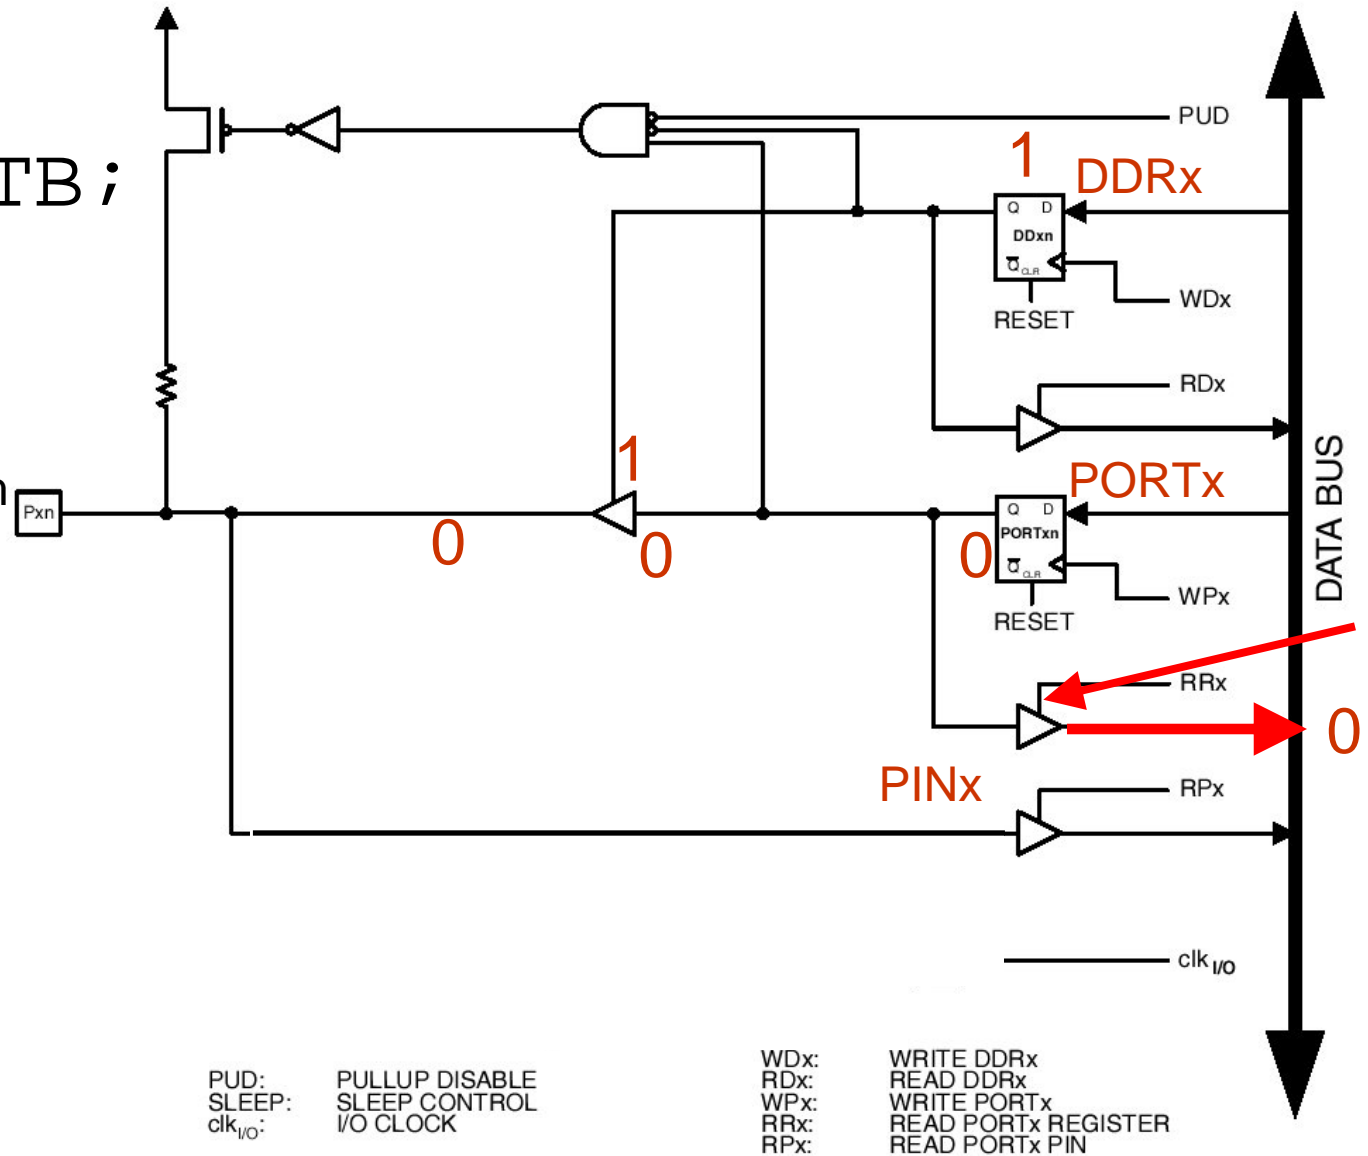 PUD
1
DDRx
TB;
Q D
DDxn
Q CLR
WDx
RESET
RDx
1
PORTx
n
Pxn
Q D
PORTxn
0
0
0
Q CLR
WPx
RESET
DATA BUS
RRx
0
PINx
RPx
clk I/O
PUD: PULLUP DISABLE
SLEEP: SLEEP CONTROL
clkI/O: I/O CLOCK
WDx: WRITE DDRx
RDx: READ DDRx
WPx: WRITE PORTx
RRx: READ PORTx REGISTER
RPx: READ PORTx PIN